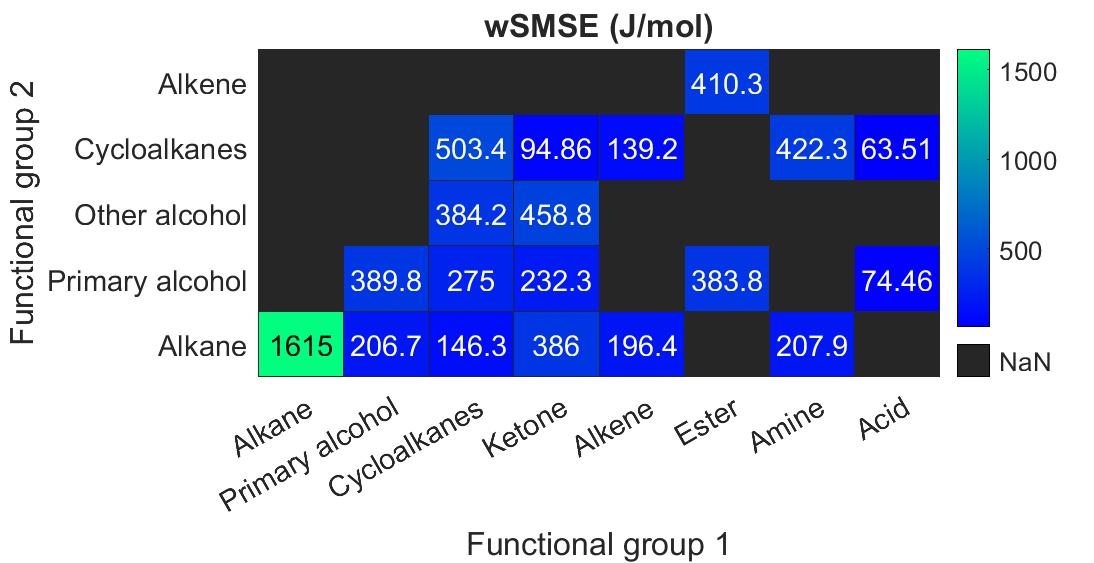 wSMSE (J/mol)
Functional group 2
Alkene 410.3
Cycloalkanes 503.4 94.86 139.2 422.3 63.51
Other alcohol 384.2 458.8
Primary alcohol 389.8 275 232.3 383.8 74.46
Alkane 1615 206.7 146.3 386 196.4 207.9
Alkane Primary alcohol Cycloalkanes Ketone Alkene Ester Amine Acid
Functional group 1
1500
1000
500
NaN